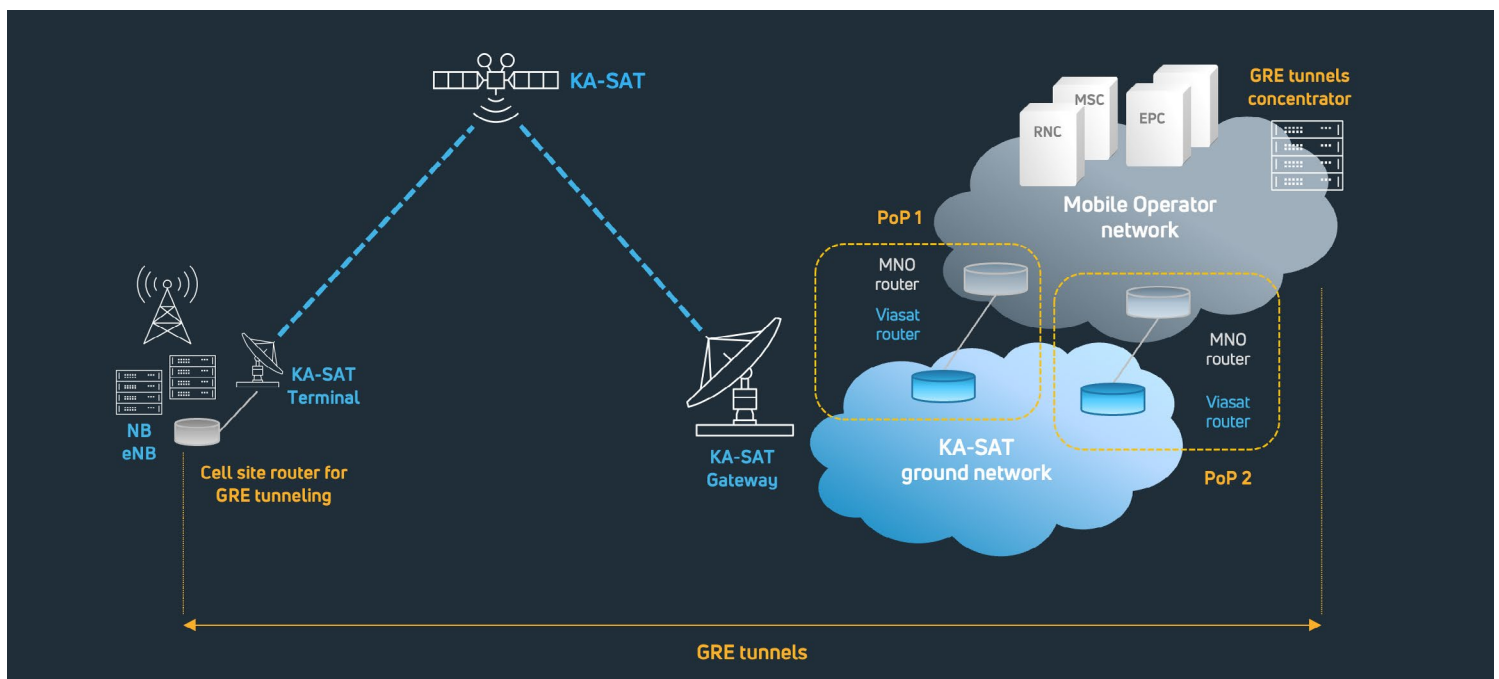 KA-SAT
GRE tunnels
concentrator
MSC
EPC
RNC
Mobile Operator
network
PoP 1
MNO
router
Viasat
router
MNO
router
Viasat
router
KA-SAT
Terminal
NB
eNB
Cell site router for
GRE tunneling
KA-SAT
Gateway
KA-SAT
ground network
PoP 2
GRE tunnels